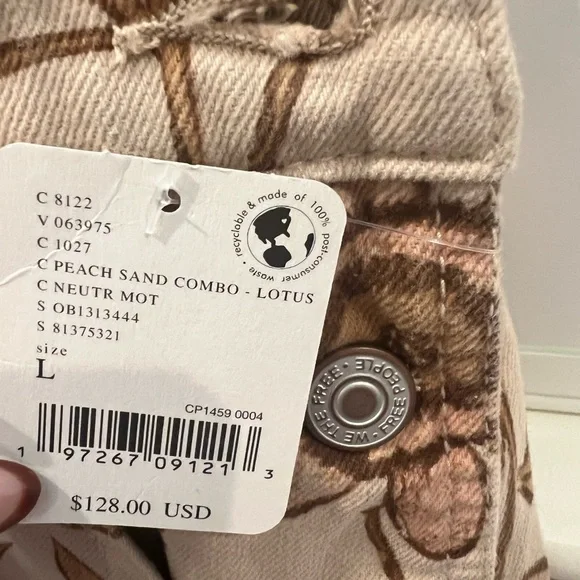 C 8122
V 063975
C 1027
C PEACH SAND COMBO - LOTUS
C NEUTR MOT
S OB1313444
S 81375321
size
L
recyclable & made of 100% post-consumer waste •
CP1459 0004
1 97267 09121 3
$128.00 USD
WE THE FREE • FREE PEOPLE •